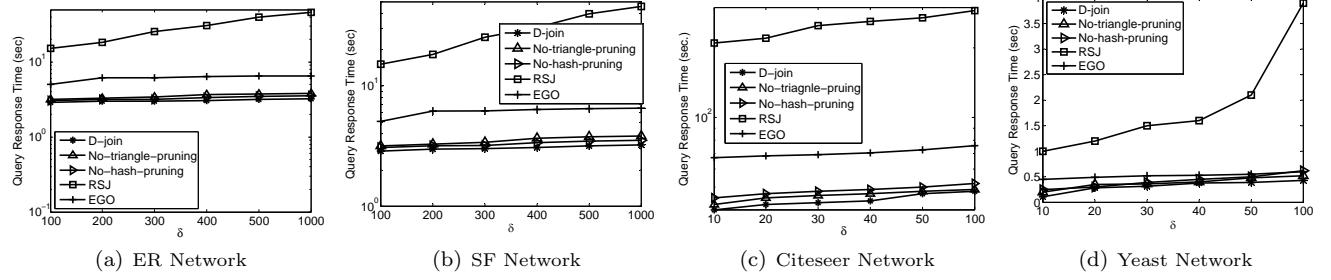 Query Response Time (sec)
10^1
10^0
10^-1
100 200 300 400 500 1000
δ
D-join
No-triangle-pruning
No-hash-pruning
RSJ
EGO
(a) ER Network
Query Response Time (sec)
10^1
10^0
100 200 300 400 500 1000
δ
D-join
No-triangle-pruning
No-hash-pruning
RSJ
EGO
(b) SF Network
Query Response Time (sec.)
10^2
10 20 30 40 50 100
δ
D-join
No-triagnle-pruing
No-hash-pruning
RSJ
EGO
(c) Citeseer Network
Query Response Time (sec)
3.5
3
2.5
2
1.5
1
0.5
0
10 20 30 40 50 100
δ
D-join
No-triangle-pruning
No-hash-pruning
RSJ
EGO
(d) Yeast Network